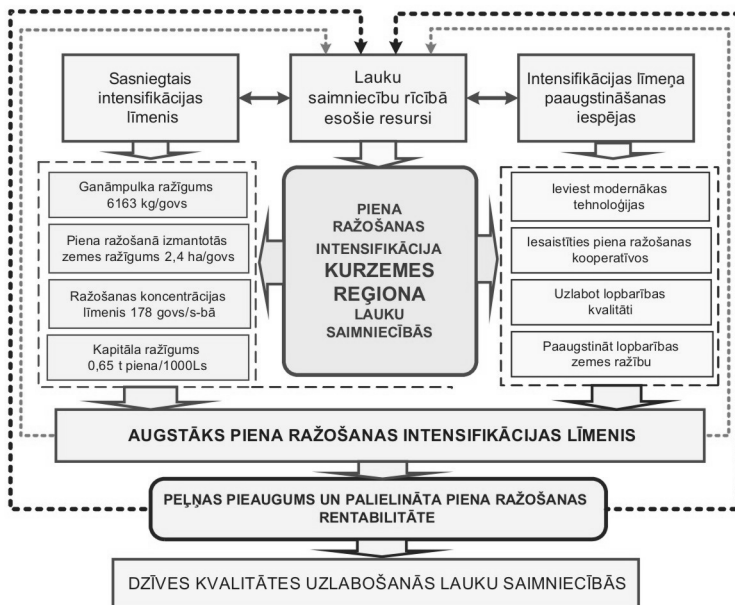 Sasniegtais
intensifikācijas
līmenis
Lauku
saimniecību rīcībā
esošie resursi
Intensifikācijas līmeņa
paaugstināšanas
iespējas
Ganāmpulka ražīgums
6163 kg/govs
Piena ražošanā izmantotās
zemes ražīgums 2,4 ha/govs
Ražošanas koncentrācijas
līmenis 178 govs/s-bā
Kapitāla ražīgums
0,65 t piena/1000Ls
PIENA
RAŽOŠANAS
INTENSIFIKĀCIJA
KURZEMES
REĢIONA
LAUKU
SAIMNIECĪBĀS
Ieviest modernākas
tehnoloģijas
Iesaistīties piena ražošanas
kooperatīvos
Uzlabot lopbarības
kvalitāti
Paaugstināt lopbarības
zemes ražību
AUGSTĀKS PIENA RAŽOŠANAS INTENSIFIKĀCIJAS LĪMENIS
PEĻŅAS PIEAUGUMS UN PALIELINĀTA PIENA RAŽOŠANAS
RENTABILITĀTE
DZĪVES KVALITĀTES UZLABOŠANĀS LAUKU SAIMNIECĪBĀS